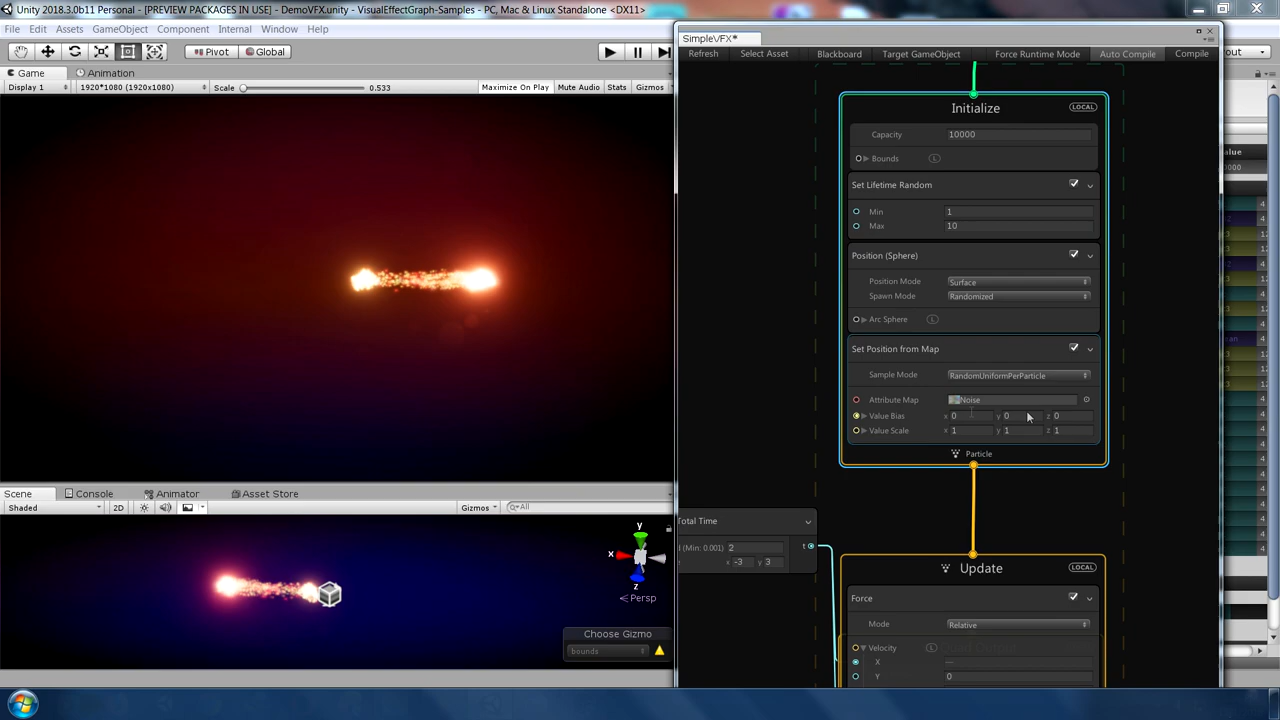 Unity 2018.3.0b11 - [PREVIEW PACKAGES IN USE] - DemoVFX.unity - VisualEffectGraph-Samples - PC, Mac & Linux Standalone <DX11>
File Edit Assets GameObject Component Internal Window Help
Pivot Global
Game Animation
Display 1 1920*1080 (1920x1080) Scale 0.533 Maximize On Play Mute Audio Stats Gizmos
SimpleVFX*
Refresh Select Asset Blackboard Target GameObject Force Runtime Mode Auto Compile Compile
Initialize LOCAL
Capacity 10000
Bounds L
Set Lifetime Random
Min 1
Max 10
Position (Sphere)
Position Mode Surface
Spawn Mode Randomized
Arc Sphere L
Set Position from Map
Sample Mode RandomUniformPerParticle
Attribute Map Noise
Value Bias x 0 y 0 z 0
Value Scale x 1 y 1 z 1
Particle
Total Time
(Min: 0.001) 2 t
x -3 y 3
Update LOCAL
Force
Mode Relative
Velocity L
X
Y 0
Scene Console Animator Asset Store
Shaded 2D Gizmos All
y
x
z
Persp
Choose Gizmo
bounds